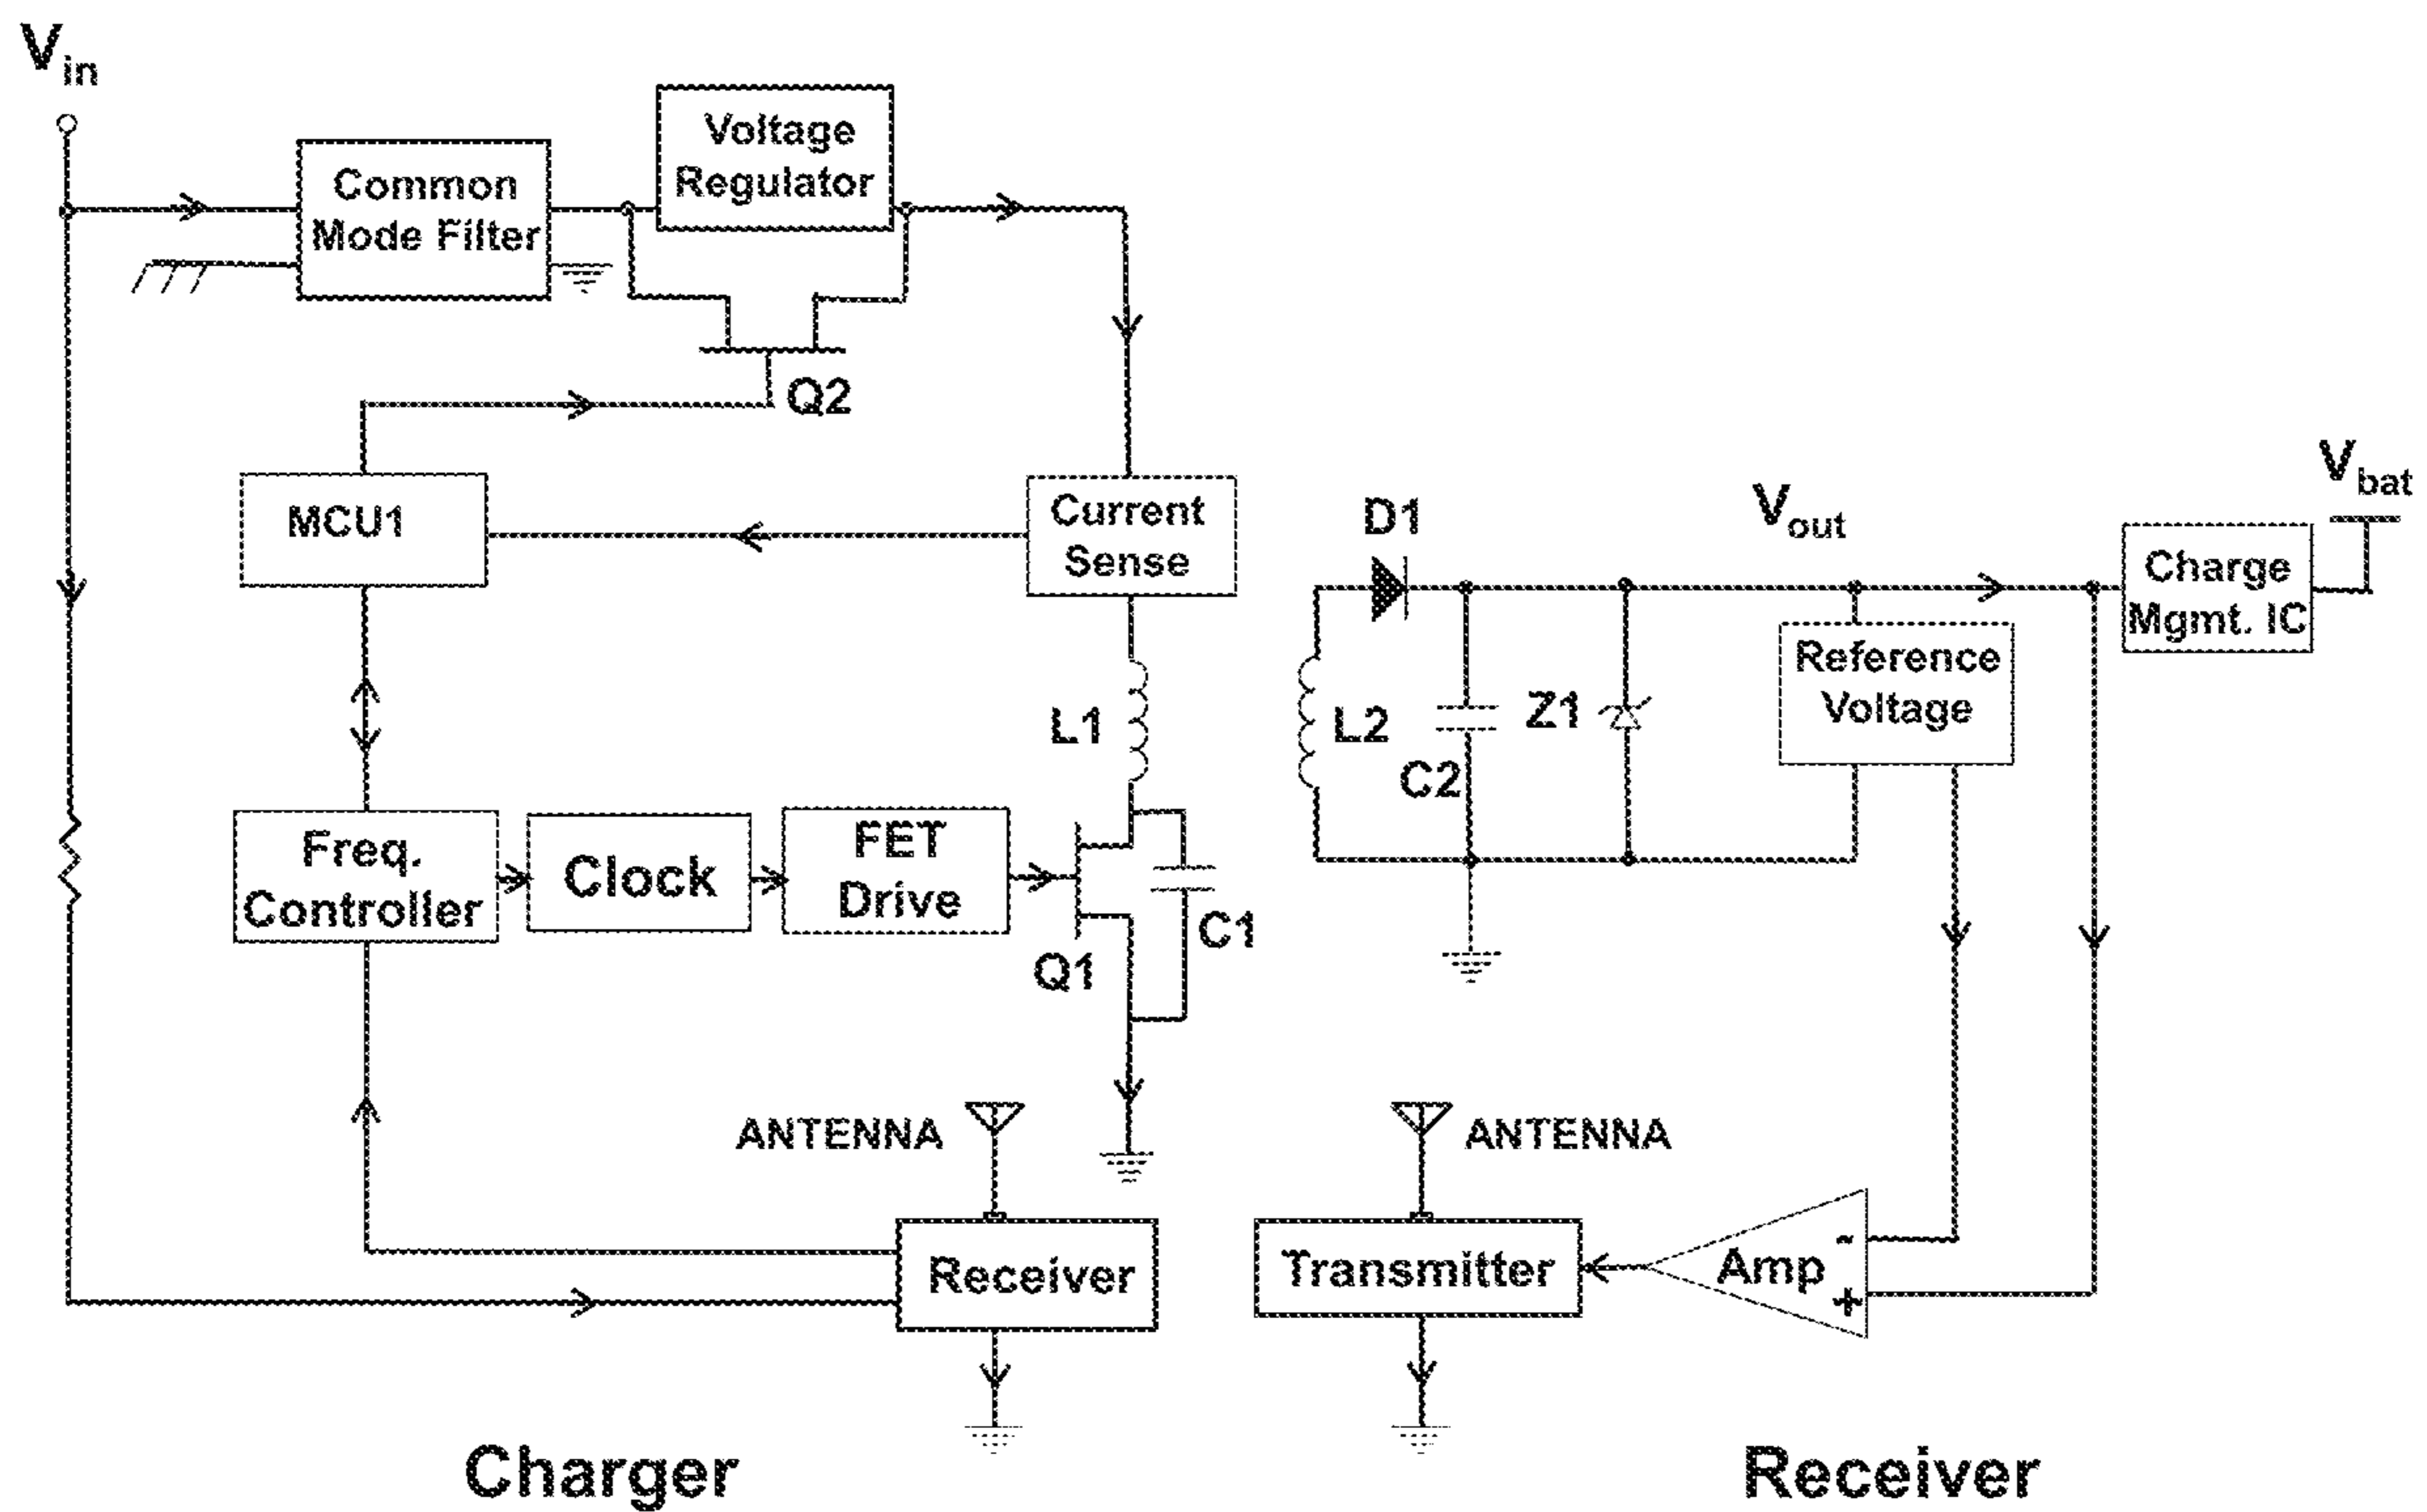 Vin
Common
Mode Filter
Voltage
Regulator
Q2
MCU1
Current
Sense
L1
Freq.
Controller
Clock
FET
Drive
Q1
C1
ANTENNA
Receiver
Charger
D1
Vout
Vbat
Charge
Mgmt. IC
Reference
Voltage
L2
C2
Z1
ANTENNA
Transmitter
Amp
-
+
Receiver